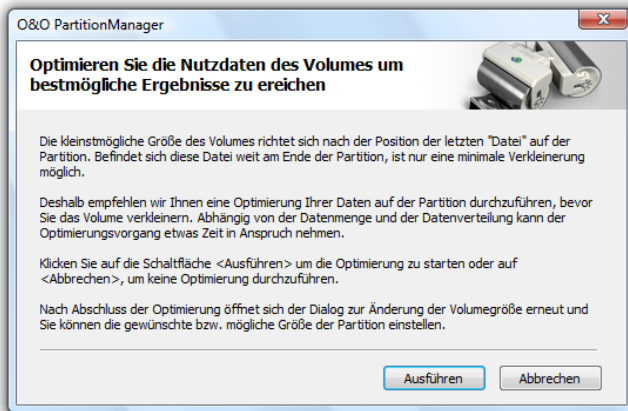 O&O PartitionManager
Optimieren Sie die Nutzdaten des Volumes um
bestmögliche Ergebnisse zu ereichen
Die kleinstmögliche Größe des Volumes richtet sich nach der Position der letzten "Datei" auf der
Partition. Befindet sich diese Datei weit am Ende der Partition, ist nur eine minimale Verkleinerung
möglich.
Deshalb empfehlen wir Ihnen eine Optimierung Ihrer Daten auf der Partition durchzuführen, bevor
Sie das Volume verkleinern. Abhängig von der Datenmenge und der Datenverteilung kann der
Optimierungsvorgang etwas Zeit in Anspruch nehmen.
Klicken Sie auf die Schaltfläche <Ausführen> um die Optimierung zu starten oder auf
<Abbrechen>, um keine Optimierung durchzuführen.
Nach Abschluss der Optimierung öffnet sich der Dialog zur Änderung der Volumegröße erneut und
Sie können die gewünschte bzw. mögliche Größe der Partition einstellen.
Ausführen Abbrechen